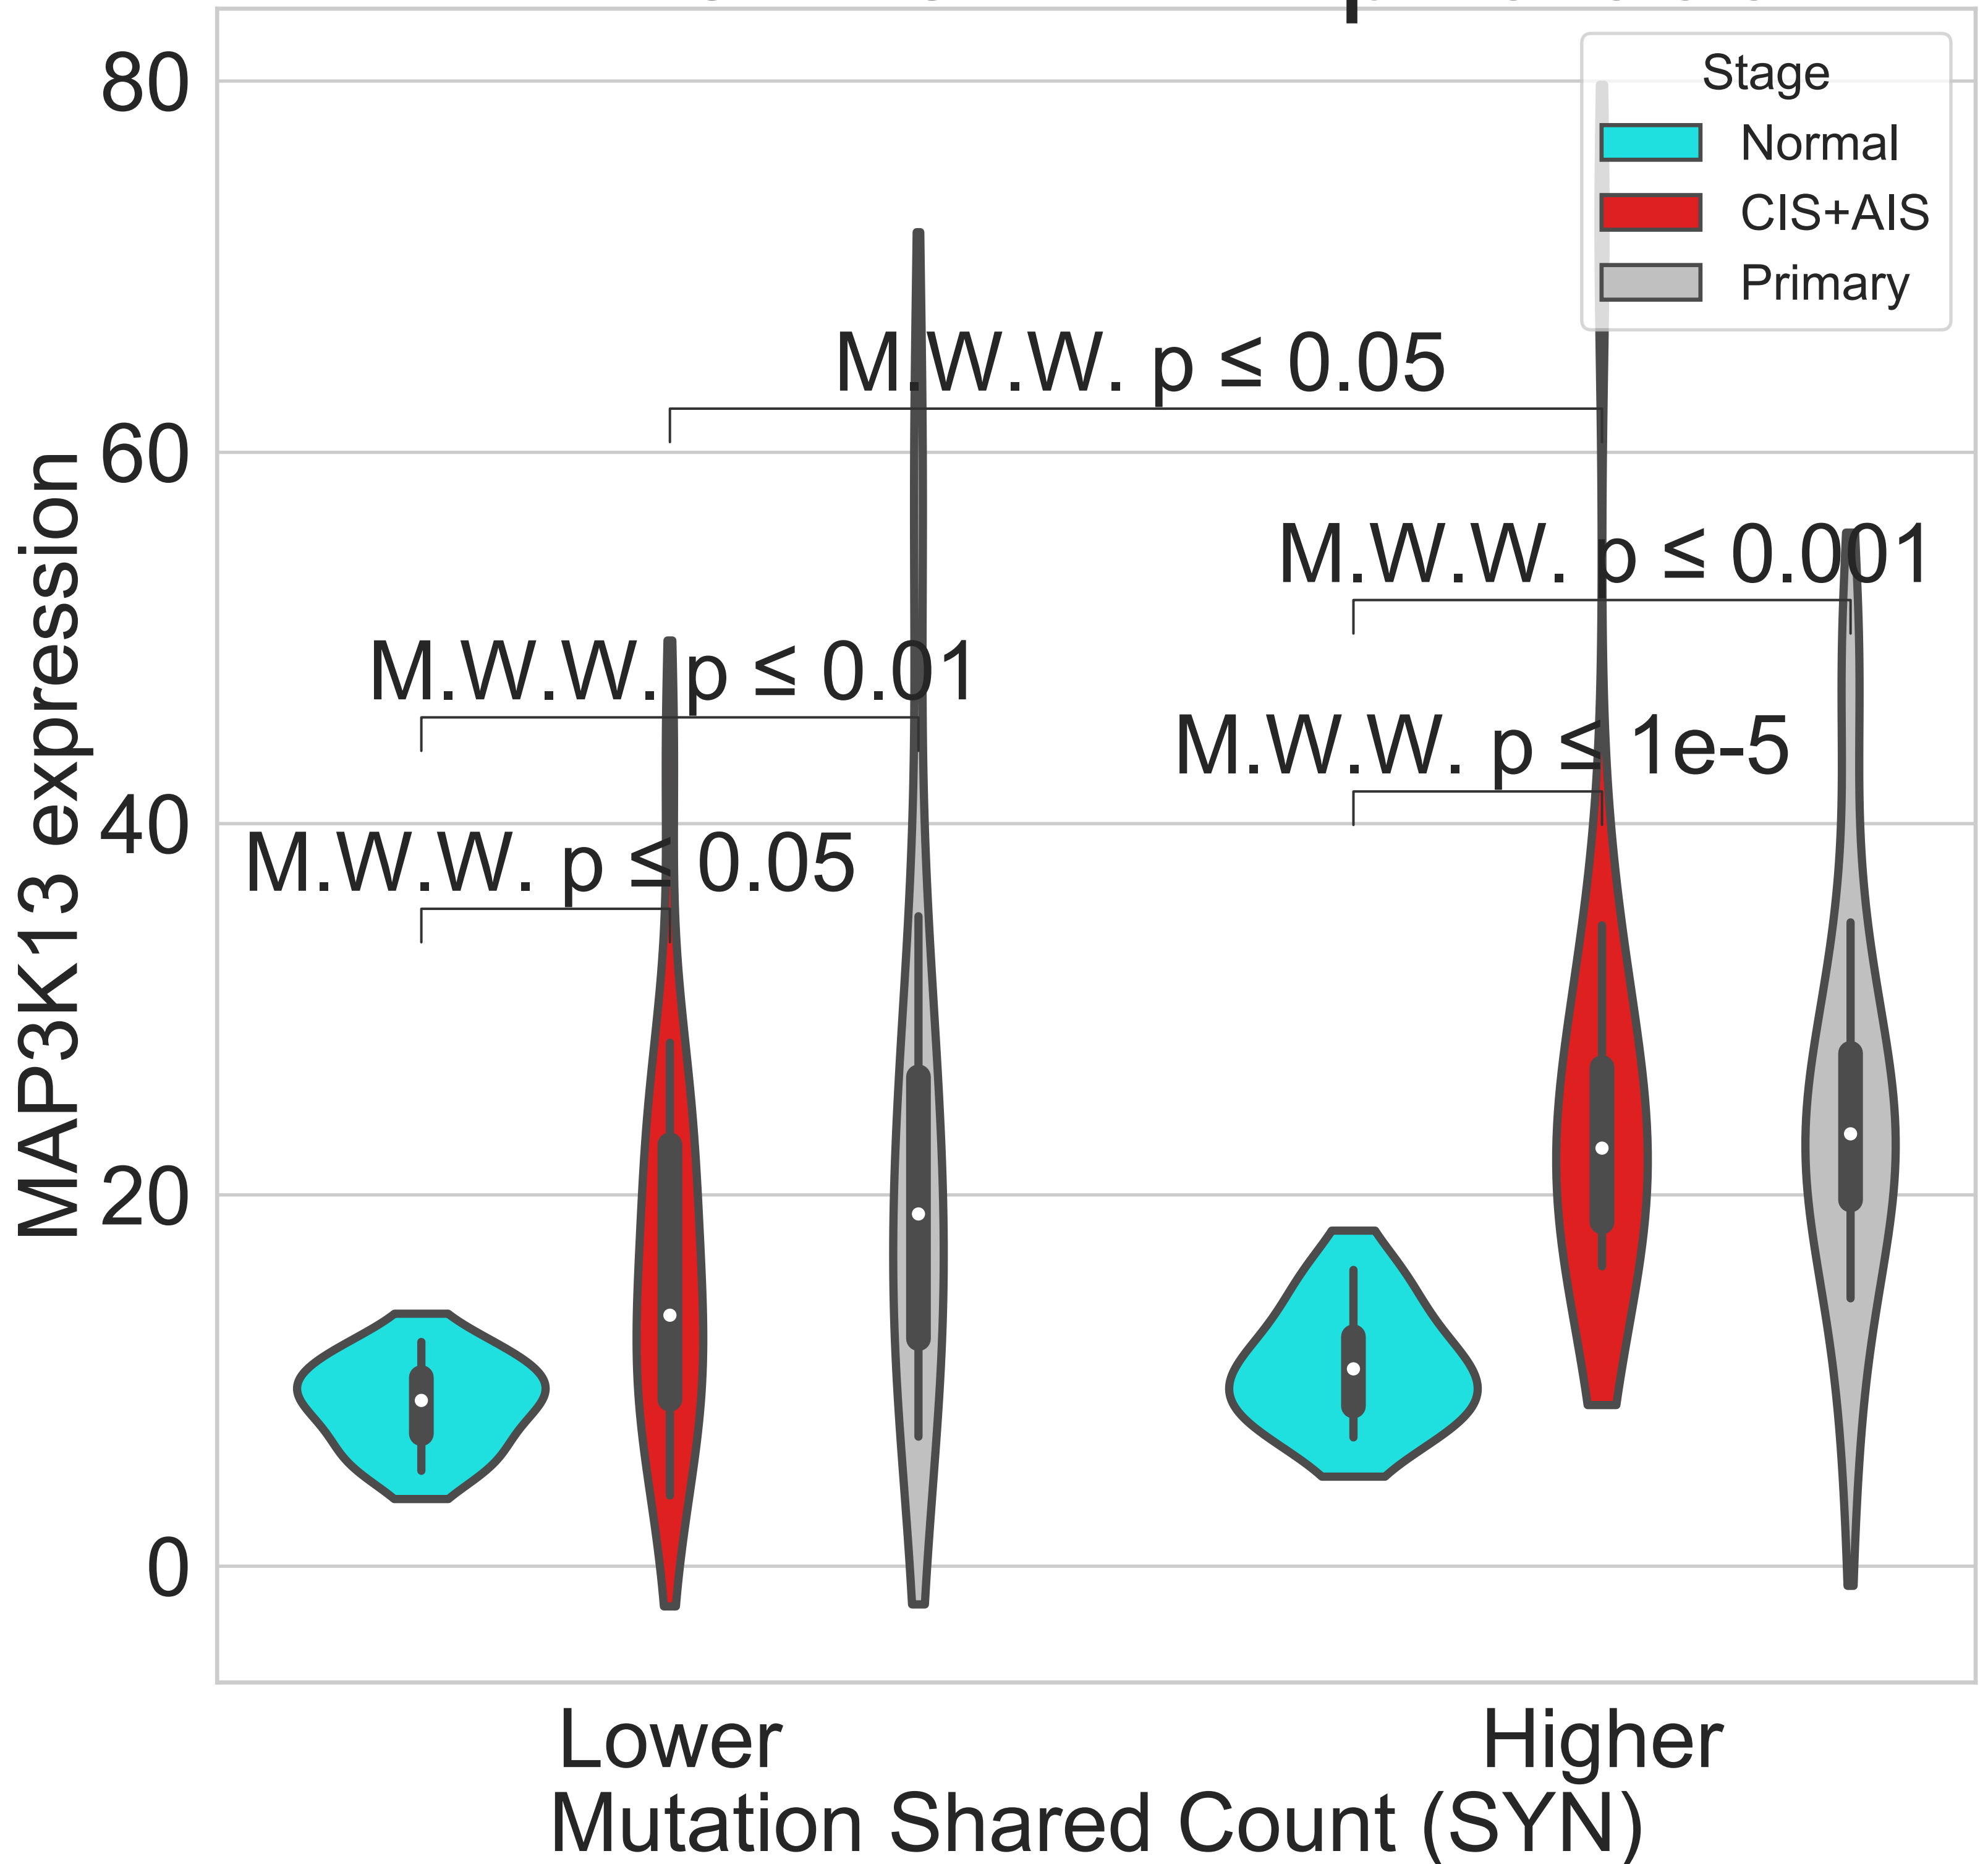 Stage
Normal
CIS+AIS
Primary
80
60
40
20
0
MAP3K13 expression
M.W.W. p ≤ 0.05
M.W.W. p ≤ 0.001
M.W.W. p ≤ 0.01
M.W.W. p ≤ 1e-5
M.W.W. p ≤ 0.05
Lower
Higher
Mutation Shared Count (SYN)